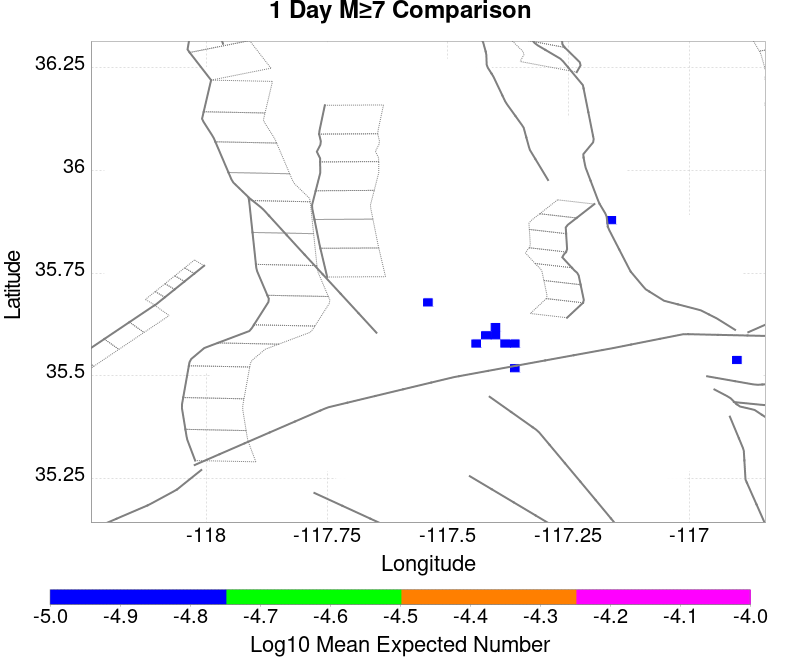 1 Day M≥7 Comparison
36.25
36
35.75
35.5
35.25
Latitude
-118 -117.75 -117.5 -117.25 -117
Longitude
-5.0 -4.9 -4.8 -4.7 -4.6 -4.5 -4.4 -4.3 -4.2 -4.1 -4.0
Log10 Mean Expected Number